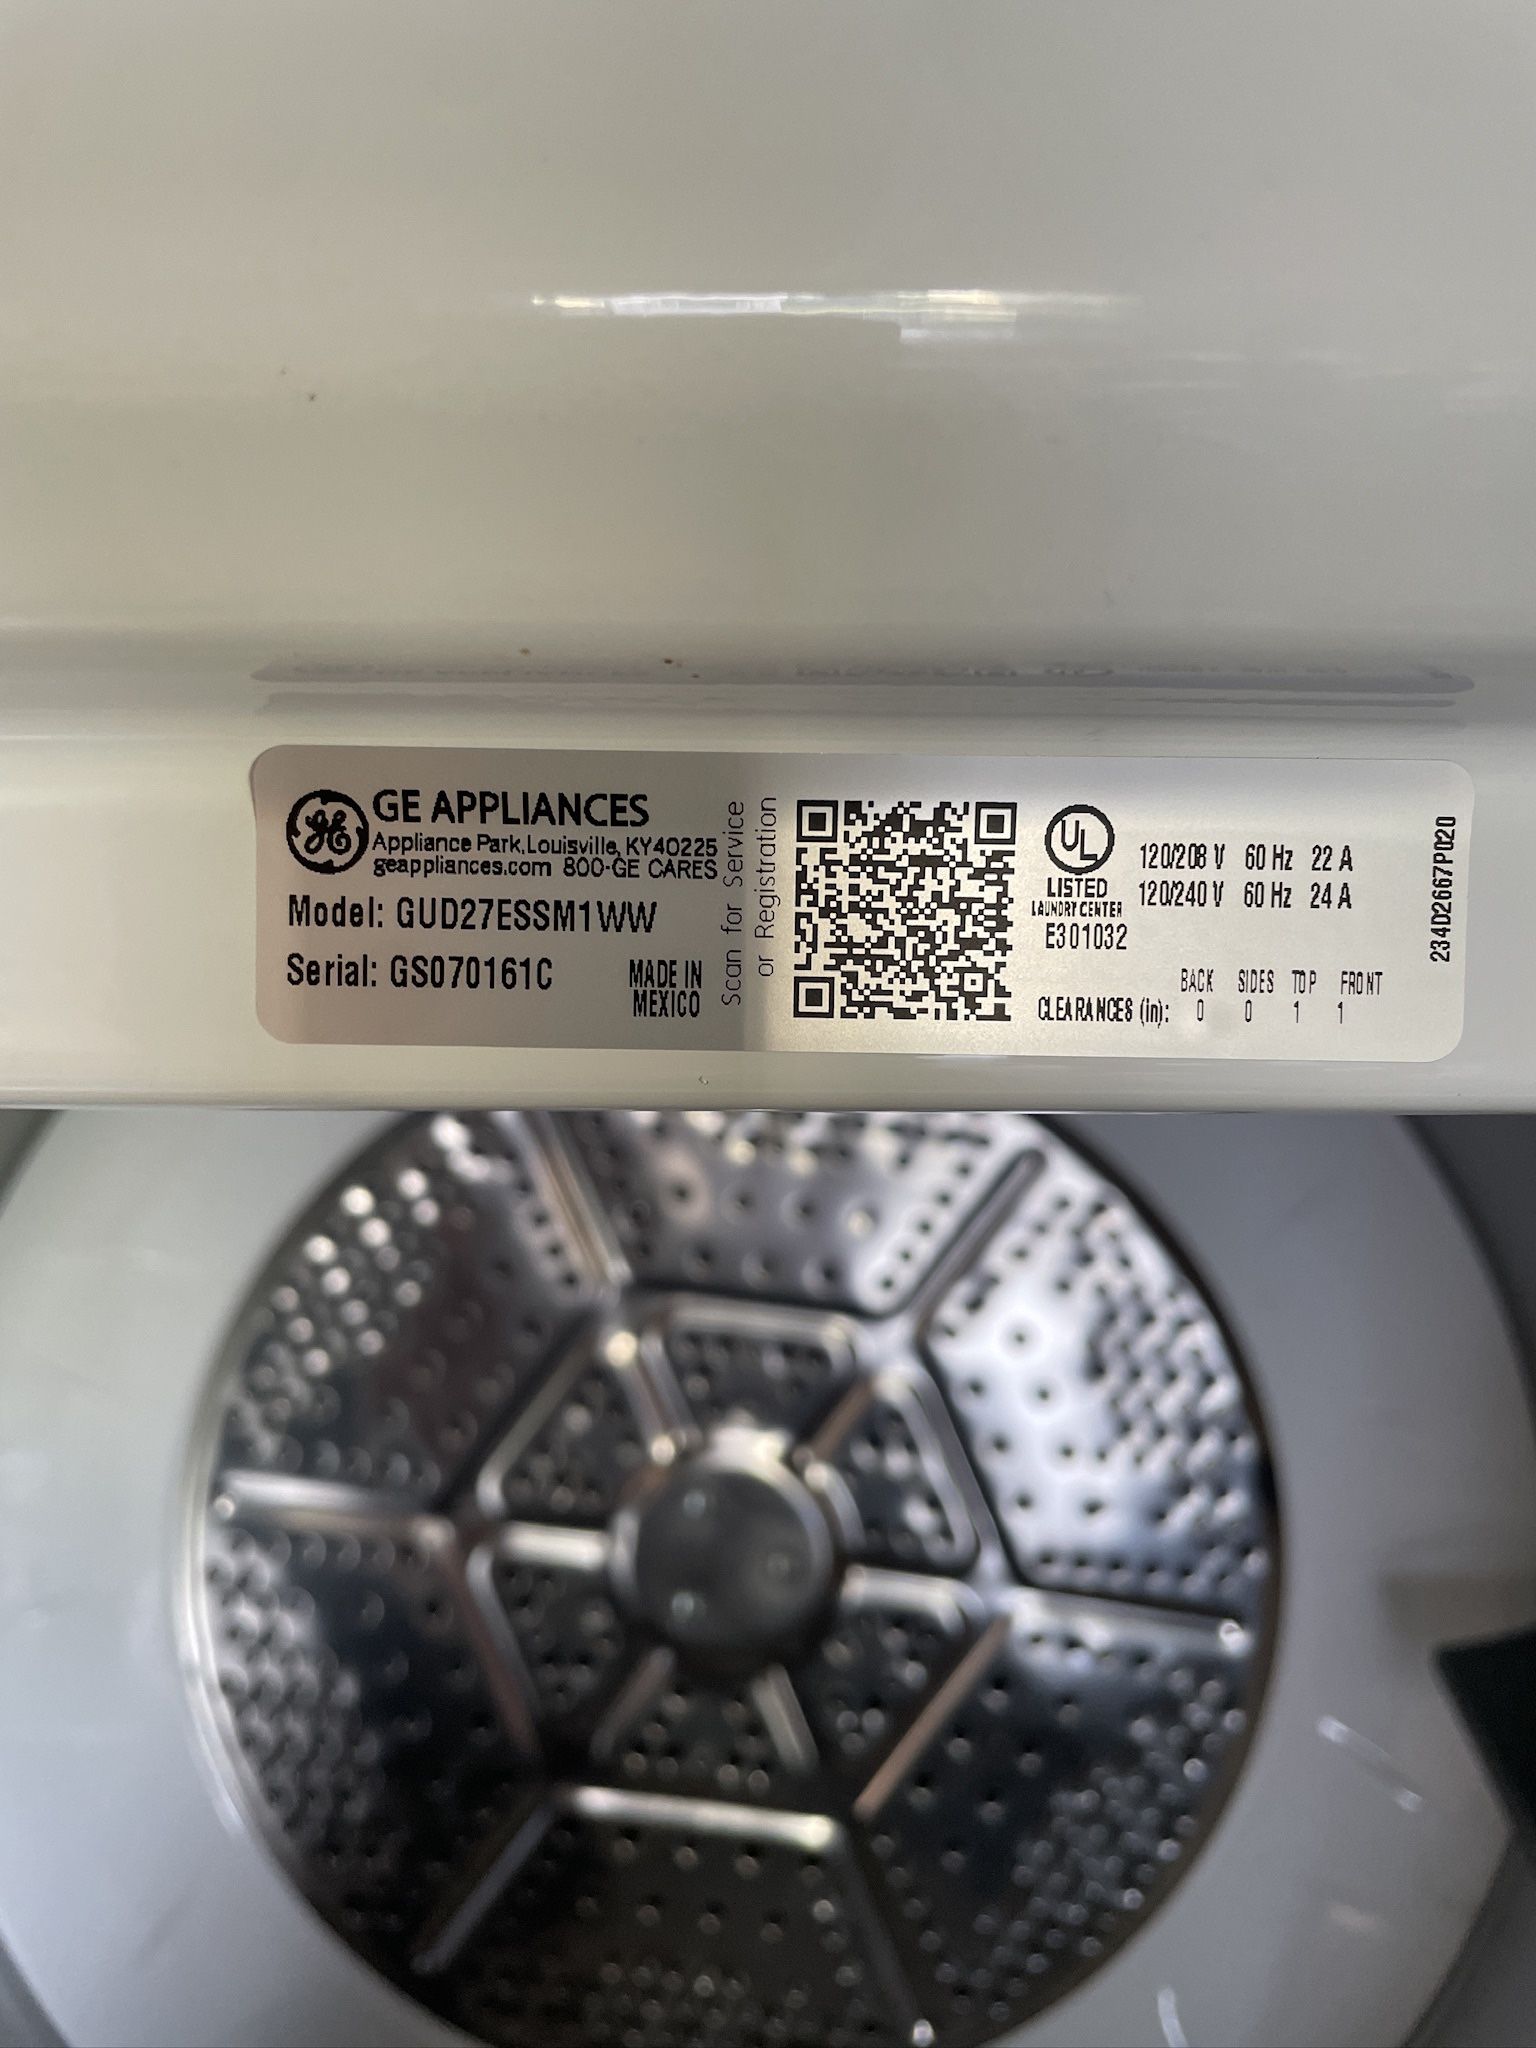 GE APPLIANCES
Appliance Park, Louisville, KY 40225
geappliances.com 800-GE CARES
Model: GUD27ESSM1WW
Serial: GS070161C
MADE IN
MEXICO
Scan for Service
or Registration
UL
LISTED
LAUNDRY CENTER
E301032
120/208 V 60 Hz 22 A
120/240 V 60 Hz 24 A
BACK SIDES TOP FRONT
CLEARANCES (in): 0 0 1 1
234D2667P020